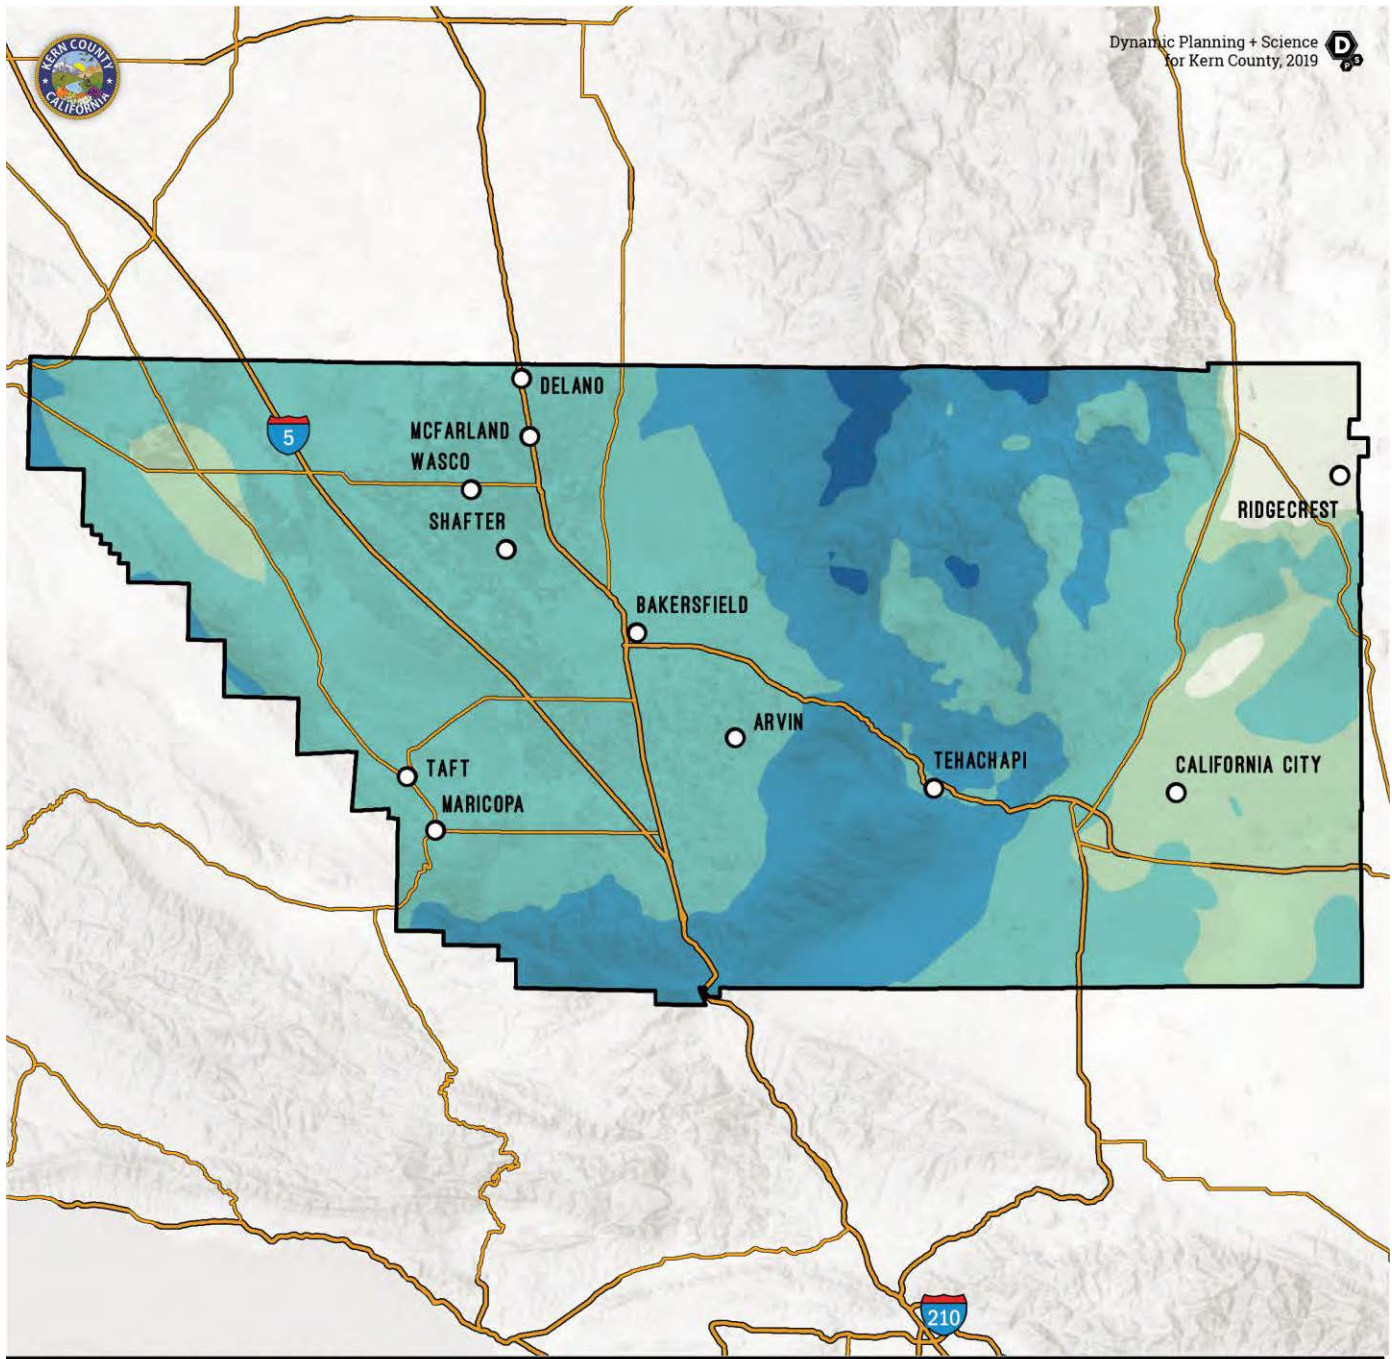 KERN COUNTY
CALIFORNIA
Dynamic Planning + Science
for Kern County, 2019
D
P
S
DELANO
5
MCFARLAND
WASCO
RIDGECREST
SHAFTER
BAKERSFIELD
ARVIN
TEHACHAPI
CALIFORNIA CITY
TAFT
MARICOPA
210